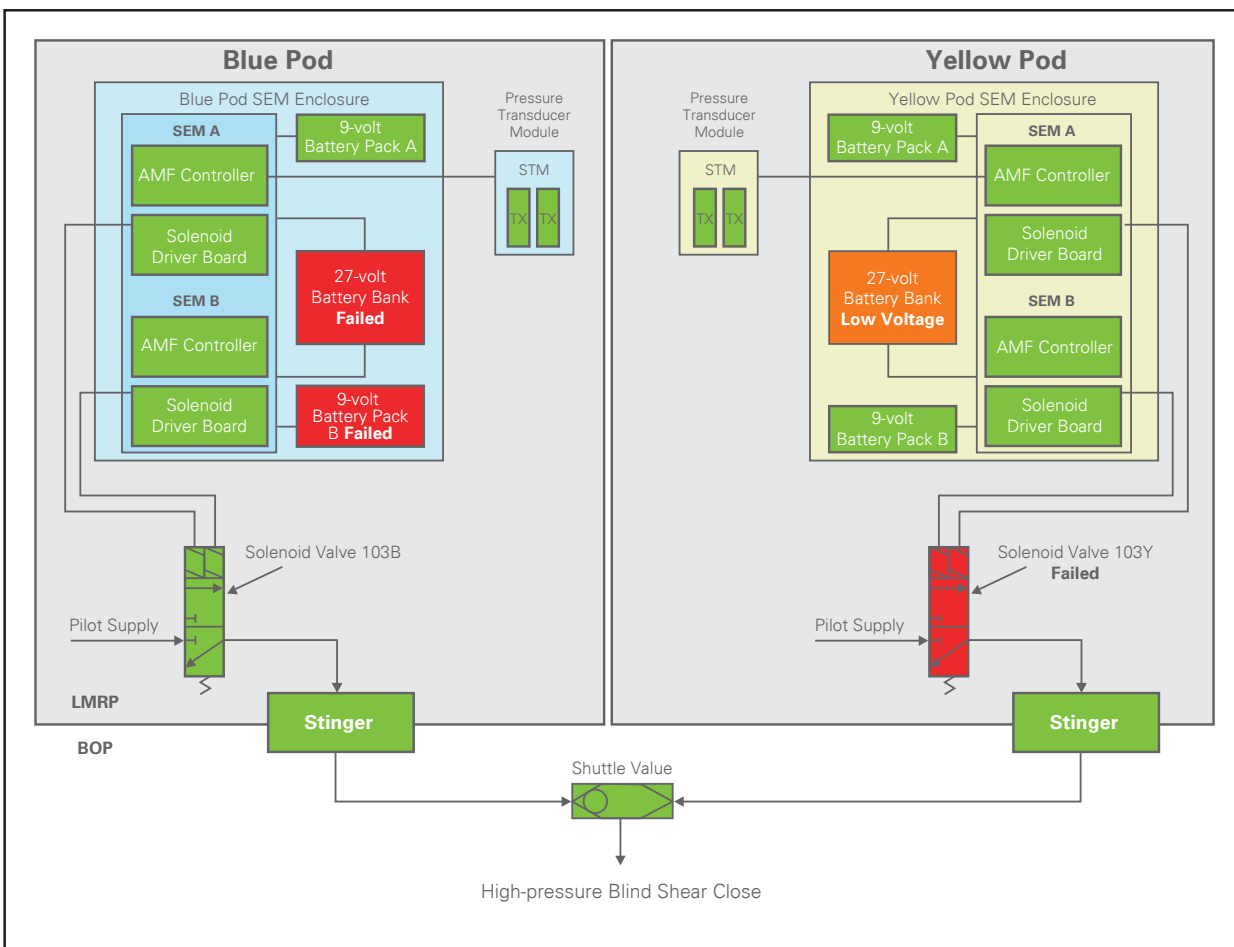 Blue Pod
Blue Pod SEM Enclosure
SEM A
AMF Controller
Solenoid
Driver Board
SEM B
AMF Controller
Solenoid
Driver Board
9-volt
Battery Pack A
27-volt
Battery Bank
Failed
9-volt
Battery Pack
B Failed
Pressure
Transducer
Module
STM
TX
TX
Solenoid Valve 103B
Pilot Supply
LMRP
BOP
Stinger
Yellow Pod
Pressure
Transducer
Module
STM
TX
TX
Yellow Pod SEM Enclosure
9-volt
Battery Pack A
27-volt
Battery Bank
Low Voltage
9-volt
Battery Pack B
SEM A
AMF Controller
Solenoid
Driver Board
SEM B
AMF Controller
Solenoid
Driver Board
Solenoid Valve 103Y
Failed
Pilot Supply
Stinger
Shuttle Value
High-pressure Blind Shear Close